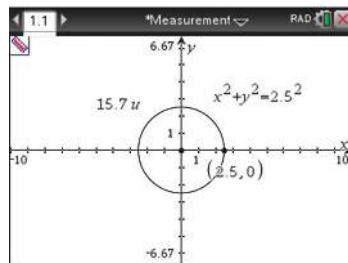 1.1 *Measurement RAD
6.67 y
15.7 u x²+y²=2.5²
1
-10 1 10 x
(2.5,0)
-6.67